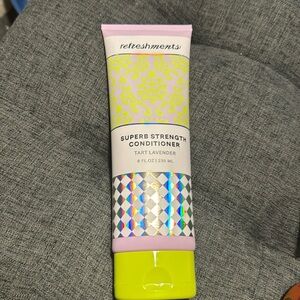 refreshments
SUPERB STRENGTH
CONDITIONER
TART LAVENDER
8 FL OZ | 236 mL